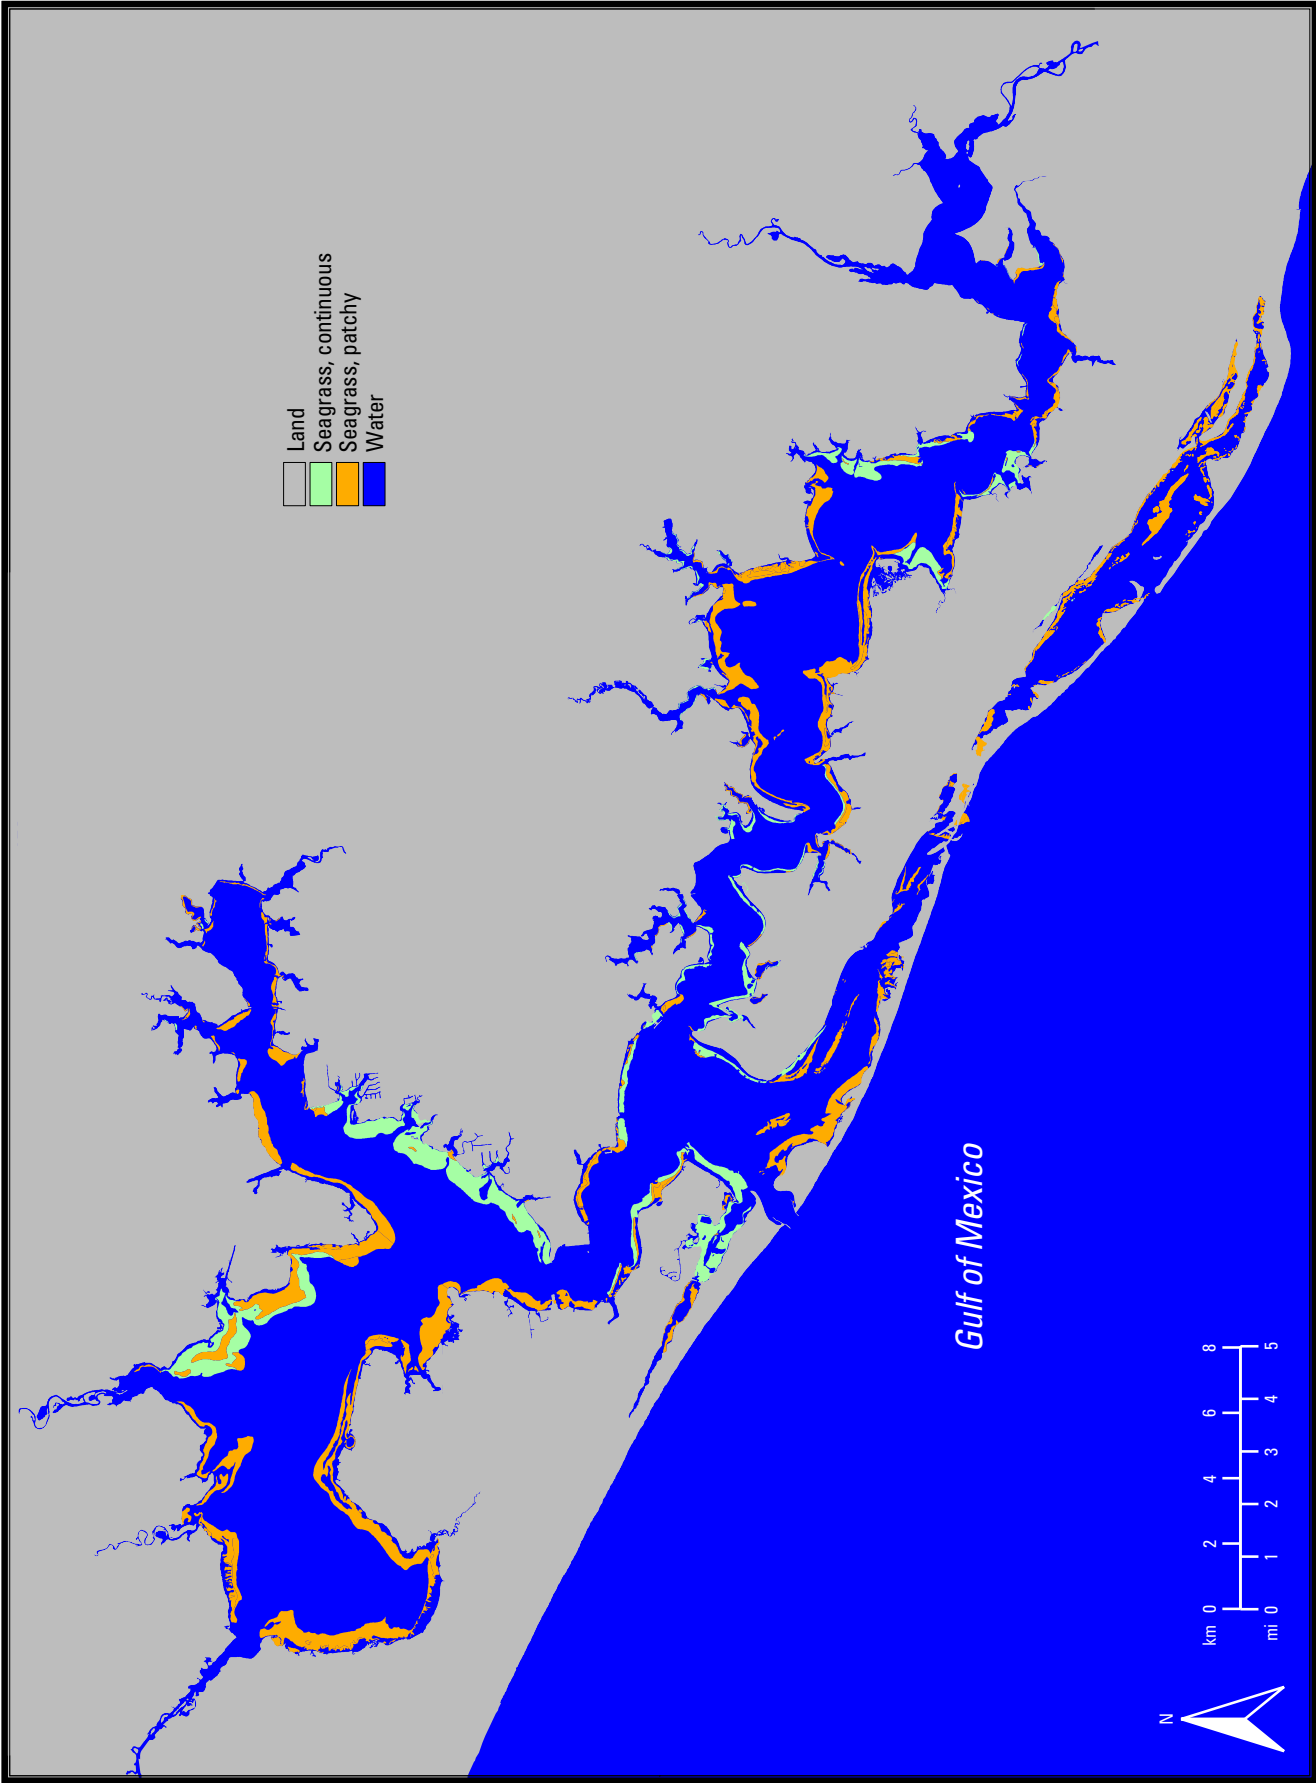 Land
Seagrass, continuous
Seagrass, patchy
Water
Gulf of Mexico
km 0 2 4 6 8
mi 0 1 2 3 4 5
N